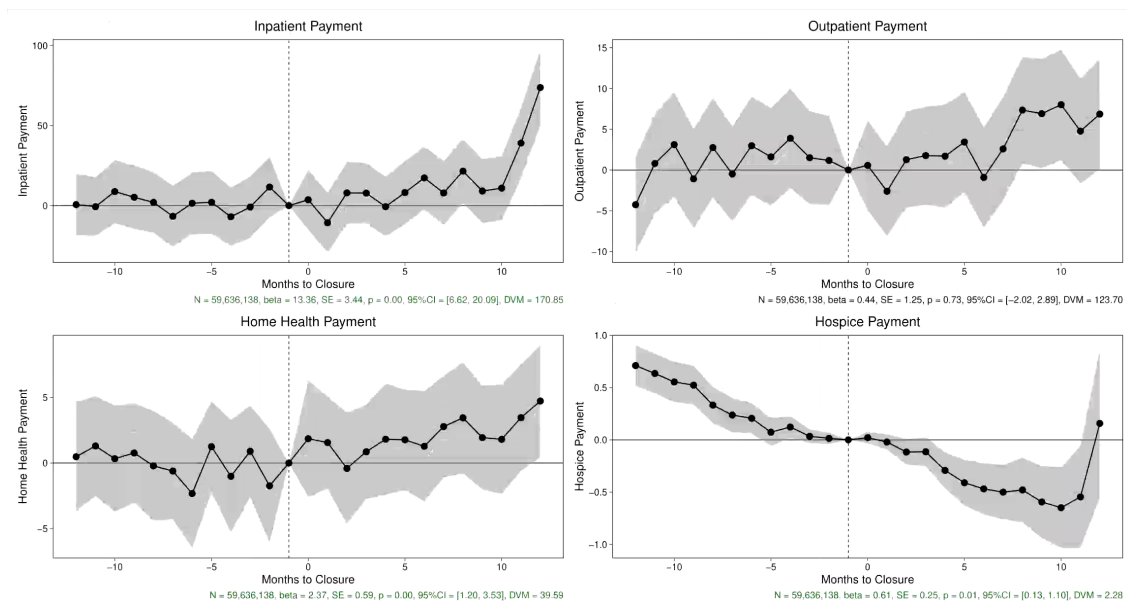 Inpatient Payment
100
50
0
Inpatient Payment
−10
−5
0
5
10
Months to Closure
N = 59,636,138, beta = 13.36, SE = 3.44, p = 0.00, 95%CI = [6.62, 20.09], DVM = 170.85
Outpatient Payment
15
10
5
0
−5
−10
Outpatient Payment
−10
−5
0
5
10
Months to Closure
N = 59,636,138, beta = 0.44, SE = 1.25, p = 0.73, 95%CI = [−2.02, 2.89], DVM = 123.70
Home Health Payment
5
0
−5
Home Health Payment
−10
−5
0
5
10
Months to Closure
N = 59,636,138, beta = 2.37, SE = 0.59, p = 0.00, 95%CI = [1.20, 3.53], DVM = 39.59
Hospice Payment
1.0
0.5
0.0
−0.5
−1.0
Hospice Payment
−10
−5
0
5
10
Months to Closure
N = 59,636,138, beta = 0.61, SE = 0.25, p = 0.01, 95%CI = [0.13, 1.10], DVM = 2.28